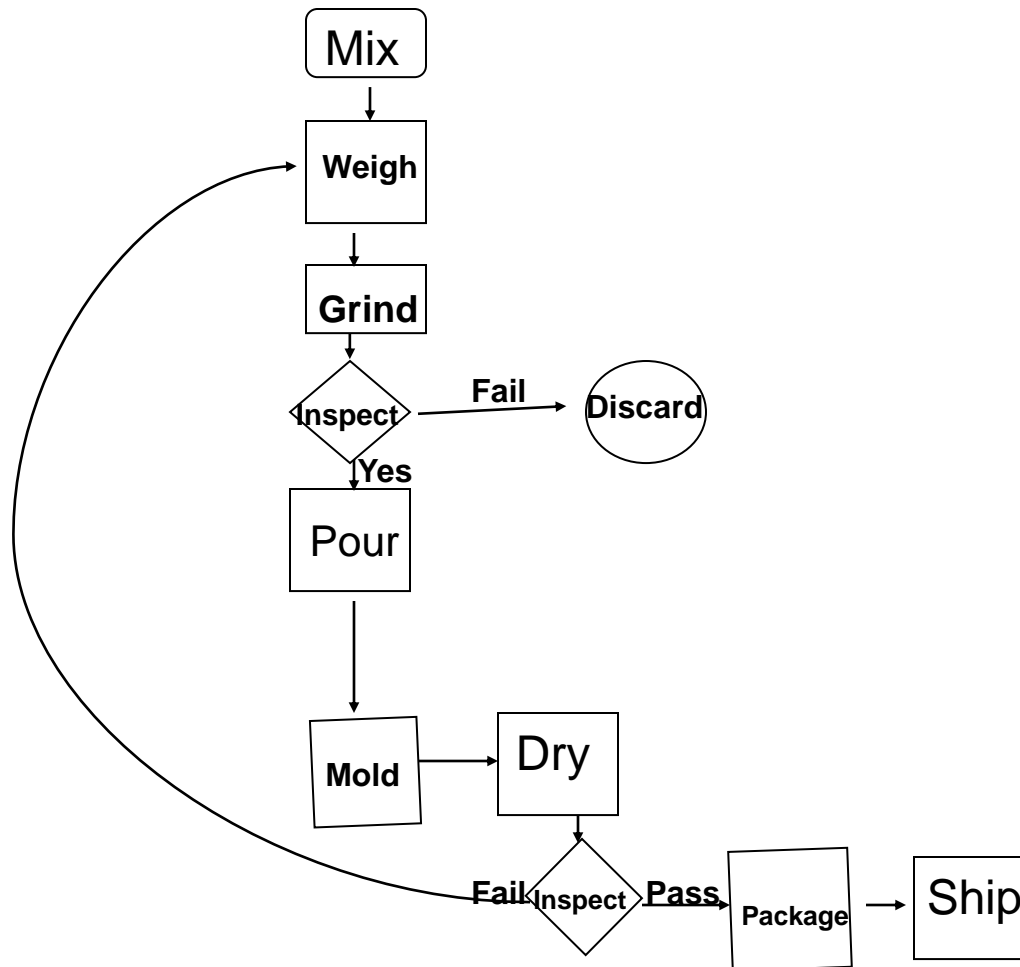 Mix
Weigh
Grind
Inspect
Fail
Discard
Yes
Pour
Mold
Dry
Fail
Inspect
Pass
Package
Ship